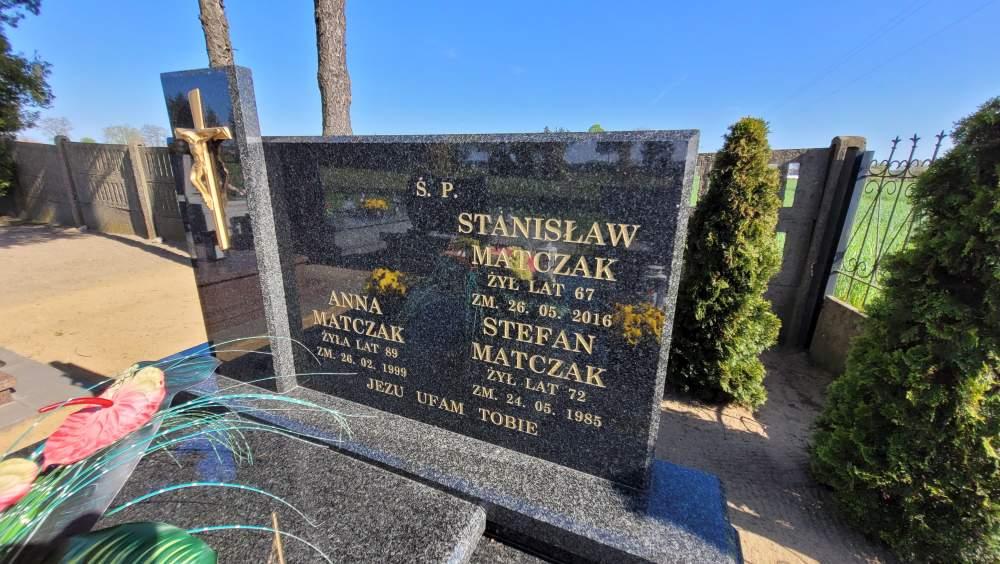 Ś. P.
STANISŁAW
MATCZAK
ŻYŁ LAT 67
ZM. 26. 05. 2016
ANNA
MATCZAK
ŻYŁA LAT 89
ZM. 26. 02. 1999
STEFAN
MATCZAK
ŻYŁ LAT 72
ZM. 24. 05. 1985
JEZU UFAM TOBIE